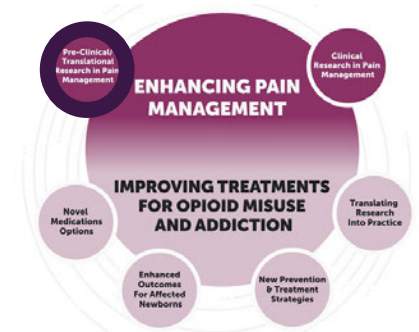 Pre-Clinical/
Translational
Research in Pain
Management
Clinical
Research in Pain
Management
ENHANCING PAIN
MANAGEMENT
IMPROVING TREATMENTS
FOR OPIOID MISUSE
AND ADDICTION
Novel
Medications
Options
Translating
Research
Into Practice
Enhanced
Outcomes
For Affected
Newborns
New Prevention
& Treatment
Strategies